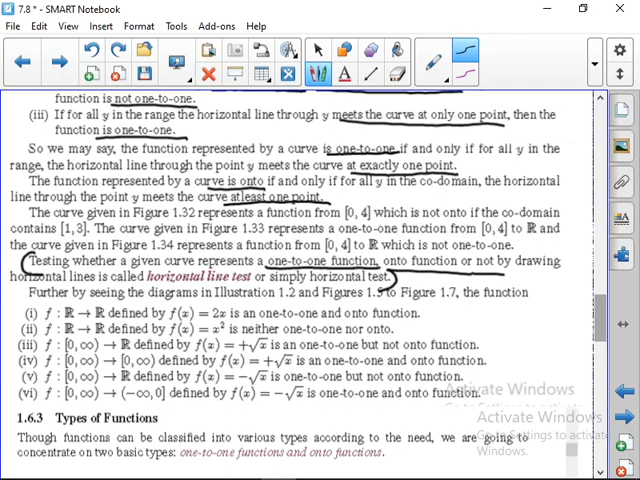 7.8 * - SMART Notebook
File Edit View Insert Format Tools Add-ons Help
function is not one-to-one.
(iii) If for all y in the range the horizontal line through y meets the curve at only one point, then the
function is one-to-one.
So we may say, the function represented by a curve is one-to-one if and only if for all y in the
range, the horizontal line through the point y meets the curve at exactly one point.
The function represented by a curve is onto if and only if for all y in the co-domain, the horizontal
line through the point y meets the curve atleast one point.
The curve given in Figure 1.32 represents a function from [0, 4] which is not onto if the co-domain
contains [1, 3]. The curve given in Figure 1.33 represents a one-to-one function from [0, 4] to ℝ and
the curve given in Figure 1.34 represents a function from [0, 4] to ℝ which is not one-to-one.
Testing whether a given curve represents a one-to-one function, onto function or not by drawing
horizontal lines is called horizontal line test or simply horizontal test.
Further by seeing the diagrams in Illustration 1.2 and Figures 1.5 to Figure 1.7, the function
(i) f : ℝ → ℝ defined by f(x) = 2x is an one-to-one and onto function.
(ii) f : ℝ → ℝ defined by f(x) = x² is neither one-to-one nor onto.
(iii) f : [0, ∞) → ℝ defined by f(x) = +√x is an one-to-one but not onto function.
(iv) f : [0, ∞) → [0, ∞) defined by f(x) = +√x is an one-to-one and onto function.
(v) f : [0, ∞) → ℝ defined by f(x) = −√x is one-to-one but not onto function.
(vi) f : [0, ∞) → (−∞, 0] defined by f(x) = −√x is one-to-one and onto function.
Activate Windows
1.6.3 Types of Functions
Activate Windows
Though functions can be classified into various types according to the need, we are going to
Go to Settings to activate
concentrate on two basic types: one-to-one functions and onto functions.
Windows.